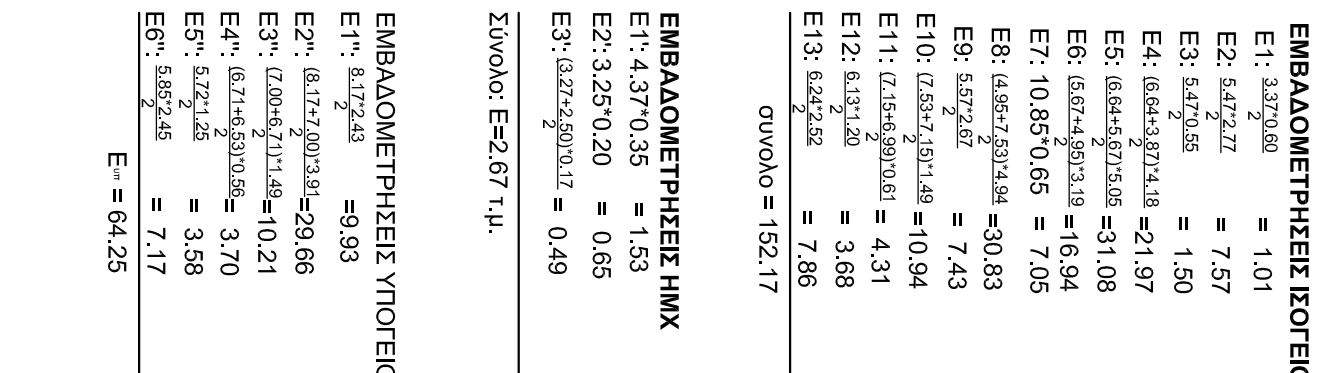 ΕΜΒΑΔΟΜΕΤΡΗΣΕΙΣ ΙΣΟΓΕΙΟ
Ε1: 3.37*0.60/2 = 1.01
Ε2: 5.47*2.77/2 = 7.57
Ε3: 5.47*0.55/2 = 1.50
Ε4: (6.64+3.87)*4.18/2 =21.97
Ε5: (6.64+5.67)*5.05/2 =31.08
Ε6: (5.67+4.95)*3.19/2 =16.94
Ε7: 10.85*0.65 = 7.05
Ε8: (4.95+7.53)*4.94/2 =30.83
Ε9: 5.57*2.67/2 = 7.43
Ε10: (7.53+7.15)*1.49/2 =10.94
Ε11: (7.15+6.99)*0.61/2 = 4.31
Ε12: 6.13*1.20/2 = 3.68
Ε13: 6.24*2.52/2 = 7.86
συνολο = 152.17
ΕΜΒΑΔΟΜΕΤΡΗΣΕΙΣ ΗΜΧ
Ε1': 4.37*0.35 = 1.53
Ε2': 3.25*0.20 = 0.65
Ε3': (3.27+2.50)*0.17/2 = 0.49
Σύνολο: Ε=2.67 τ.μ.
ΕΜΒΑΔΟΜΕΤΡΗΣΕΙΣ ΥΠΟΓΕΙΟ
Ε1": 8.17*2.43/2 =9.93
Ε2": (8.17+7.00)*3.91/2 =29.66
Ε3": (7.00+6.71)*1.49/2 =10.21
Ε4": (6.71+6.53)*0.56/2 = 3.70
Ε5": 5.72*1.25/2 = 3.58
Ε6": 5.85*2.45/2 = 7.17
Ευπ = 64.25